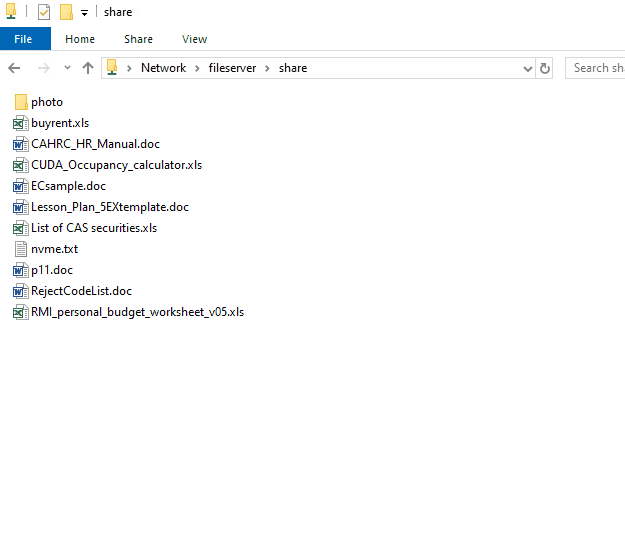 share
File Home Share View
Network fileserver share
Search sh
photo
buyrent.xls
CAHRC_HR_Manual.doc
CUDA_Occupancy_calculator.xls
ECsample.doc
Lesson_Plan_5EXtemplate.doc
List of CAS securities.xls
nvme.txt
p11.doc
RejectCodeList.doc
RMI_personal_budget_worksheet_v05.xls